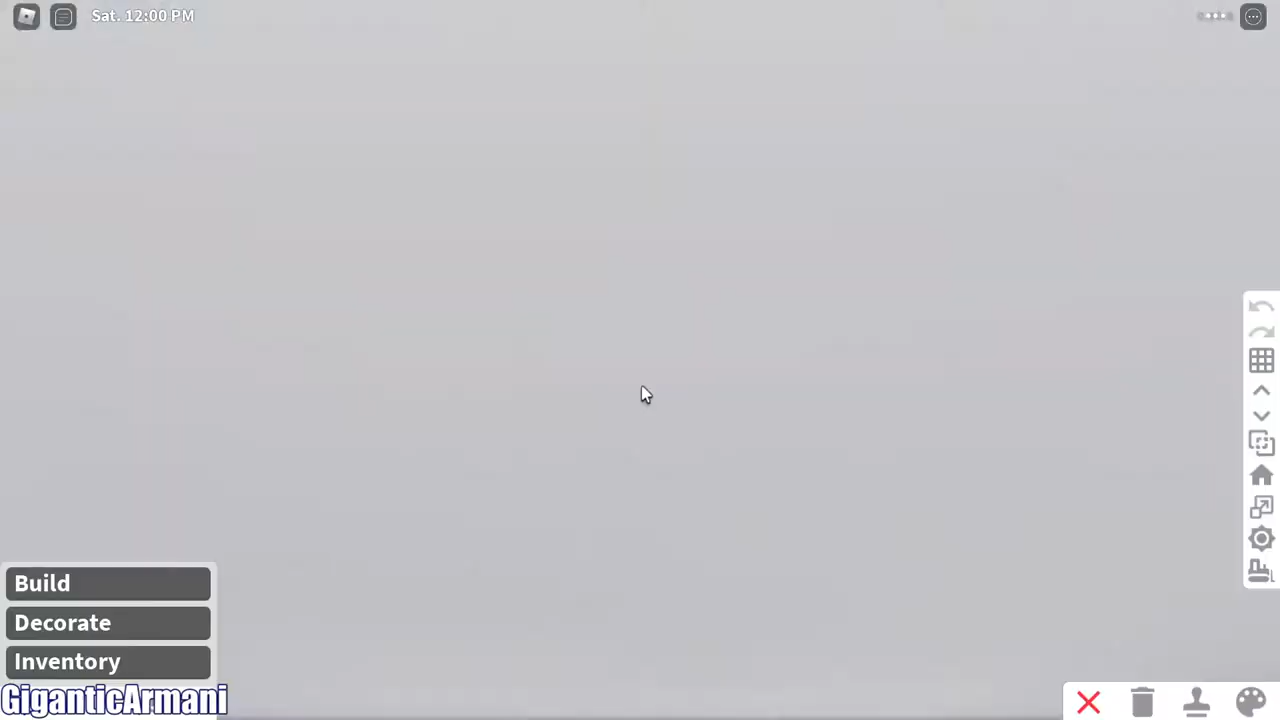 Sat. 12:00 PM
Build
Decorate
Inventory
GiganticArmani